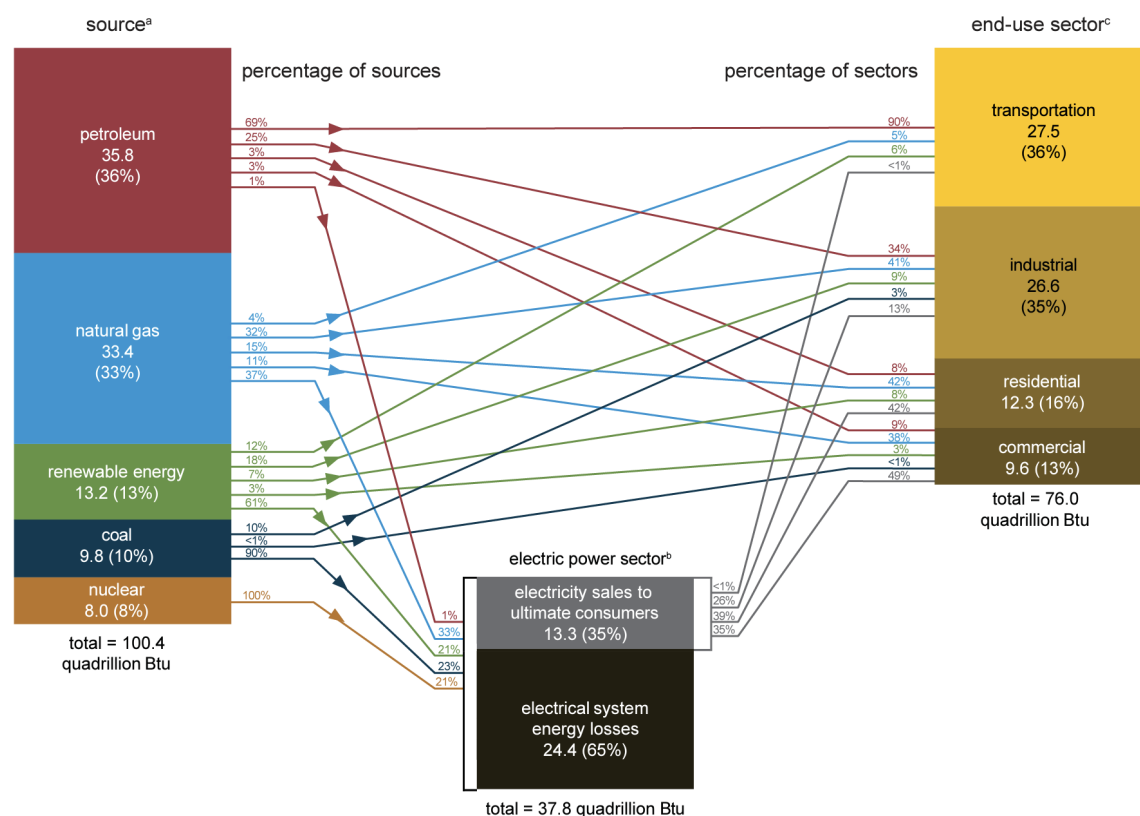 sourceᵃ
end-use sectorᶜ
percentage of sources
percentage of sectors
petroleum
35.8
(36%)
69%
25%
3%
3%
1%
natural gas
33.4
(33%)
4%
32%
15%
11%
37%
renewable energy
13.2 (13%)
12%
18%
7%
3%
61%
coal
9.8 (10%)
10%
<1%
90%
nuclear
8.0 (8%)
100%
total = 100.4
quadrillion Btu
90%
5%
6%
<1%
transportation
27.5
(36%)
34%
41%
9%
3%
13%
industrial
26.6
(35%)
8%
42%
8%
42%
residential
12.3 (16%)
9%
38%
3%
<1%
49%
commercial
9.6 (13%)
total = 76.0
quadrillion Btu
electric power sectorᵇ
1%
33%
21%
23%
21%
electricity sales to
ultimate consumers
13.3 (35%)
<1%
26%
39%
35%
electrical system
energy losses
24.4 (65%)
total = 37.8 quadrillion Btu